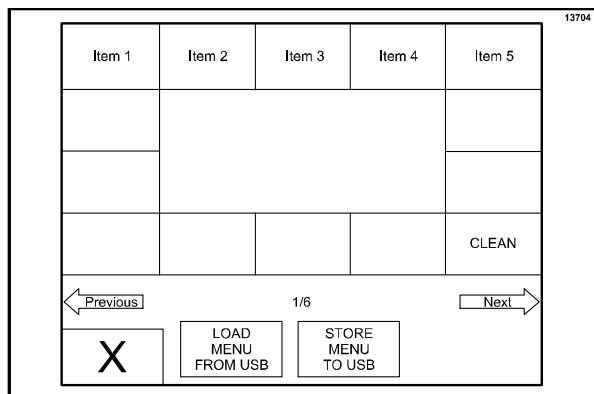 13704
Item 1 Item 2 Item 3 Item 4 Item 5
CLEAN
Previous 1/6 Next
X
LOAD
MENU
FROM USB
STORE
MENU
TO USB